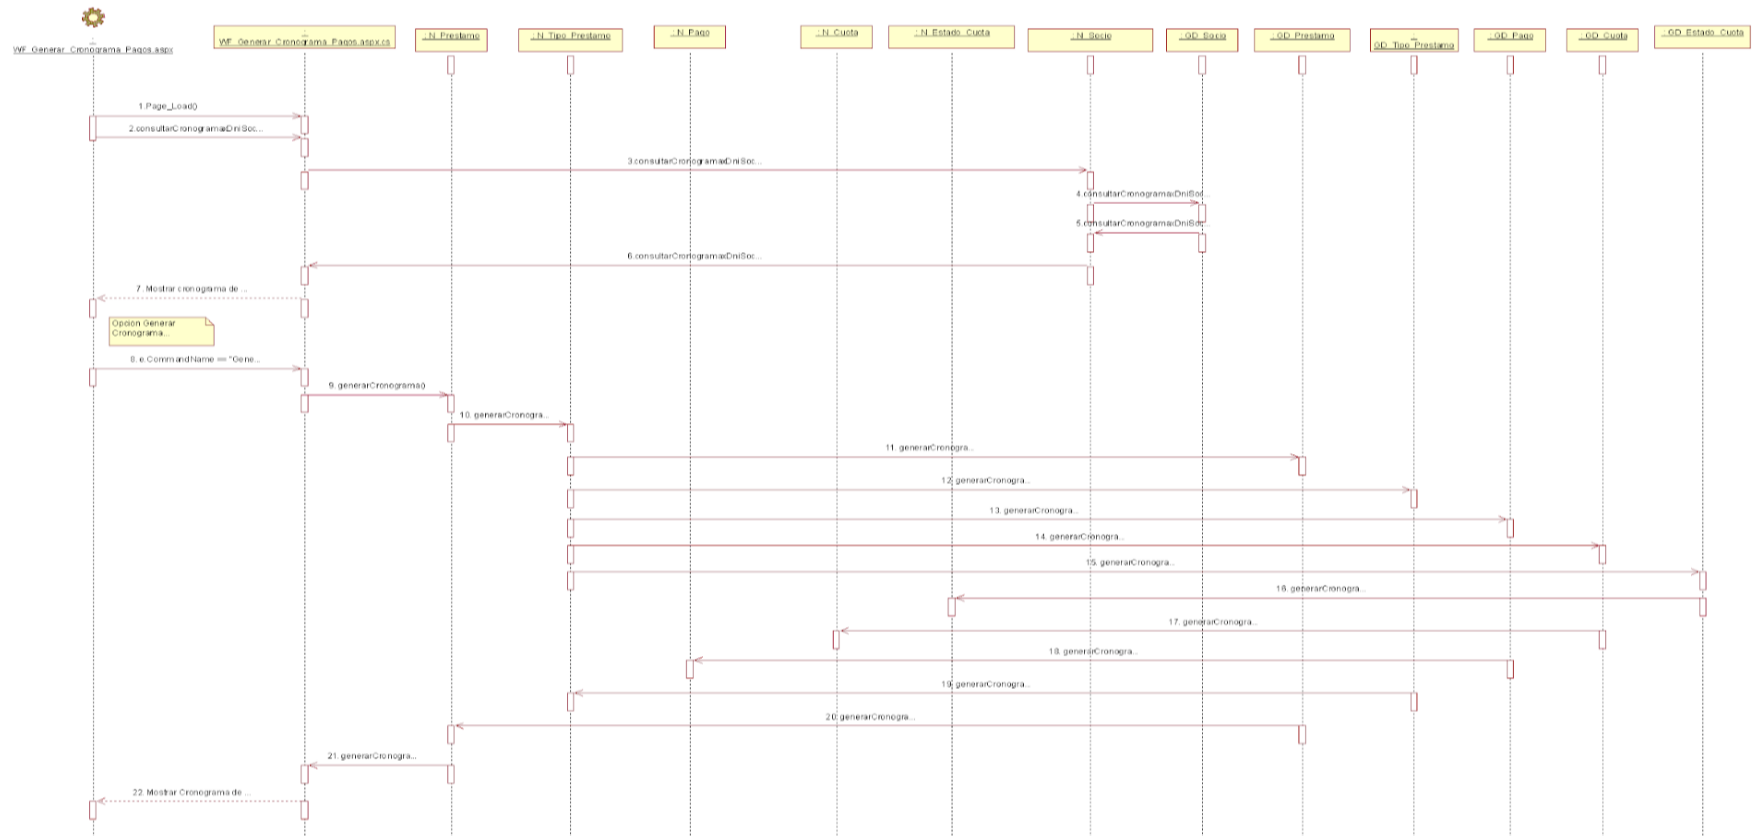 WF_Generar_Cronograma_Pagos.aspx
WF_Generar_Cronograma_Pagos.aspx.cs
: N_Prestamo
: N_Tipo_Prestamo
: N_Pago
: N_Cuota
: N_Estado_Cuota
: N_Socio
: GD_Socio
: GD_Prestamo
GD_Tipo_Prestamo
: GD_Pago
: GD_Cuota
: GD_Estado_Cuota
1.Page_Load()
2.consultarCronogramaxDniSoc...
3.consultarCronogramaxDniSoc...
4.consultarCronogramaxDniSoc...
5.consultarCronogramaxDniSoc...
6.consultarCronogramaxDniSoc...
7. Mostrar cronograma de ...
Opcion Generar
Cronograma...
8. e.CommandName == "Gene...
9. generarCronograma()
10. generarCronogra...
11. generarCronogra...
12. generarCronogra...
13. generarCronogra...
14. generarCronogra...
15. generarCronogra...
16. generarCronogra...
17. generarCronogra...
18. generarCronogra...
19. generarCronogra...
20. generarCronogra...
21. generarCronogra...
22. Mostrar Cronograma de ...